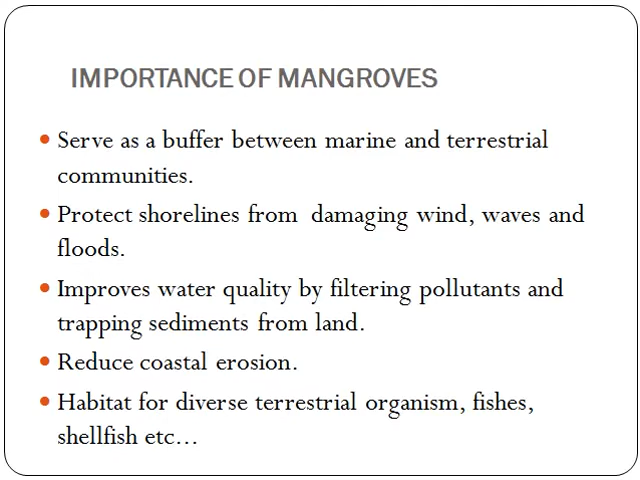 IMPORTANCE OF MANGROVES
• Serve as a buffer between marine and terrestrial
communities.
• Protect shorelines from  damaging wind, waves and
floods.
• Improves water quality by filtering pollutants and
trapping sediments from land.
• Reduce coastal erosion.
• Habitat for diverse terrestrial organism, fishes,
shellfish etc...